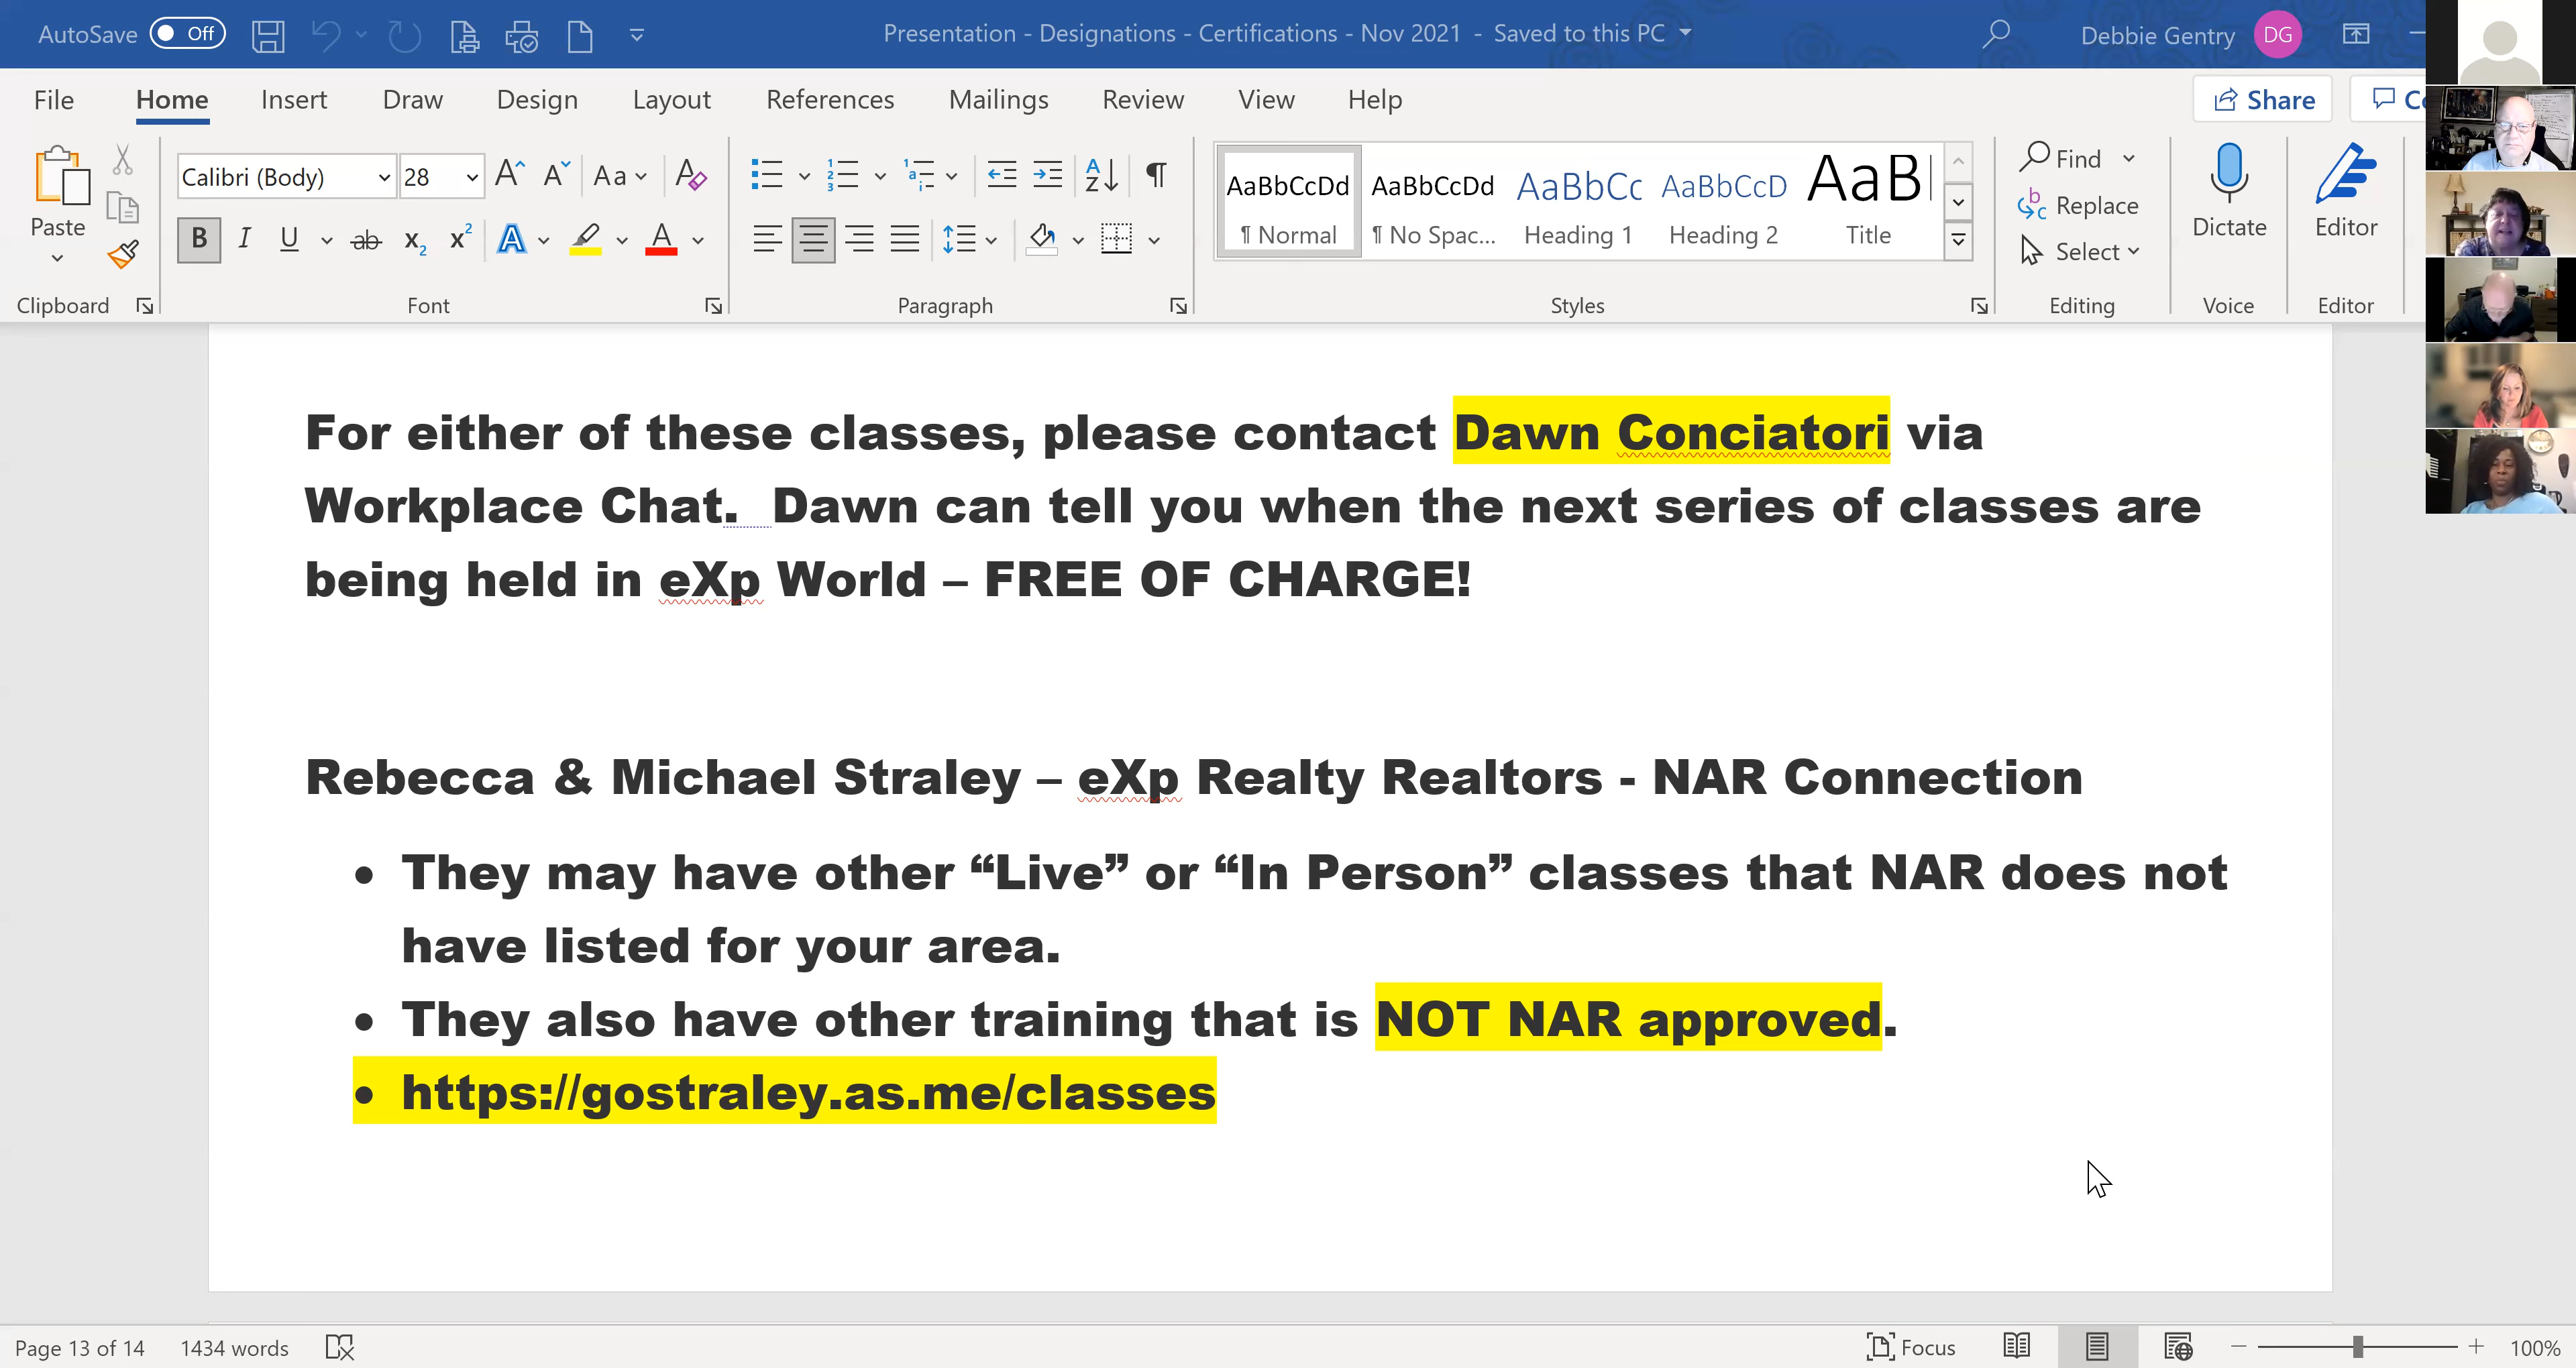 AutoSave Off Presentation - Designations - Certifications - Nov 2021 - Saved to this PC Debbie Gentry DG
File Home Insert Draw Design Layout References Mailings Review View Help Share
Paste
Clipboard
Calibri (Body) 28 A A Aa A
B I U ab x2 x2 A A
Font
Paragraph
AaBbCcDd AaBbCcDd AaBbCc AaBbCcD AaB
¶ Normal ¶ No Spac... Heading 1 Heading 2 Title
Styles
Find
Replace
Select
Editing
Dictate
Voice
Editor
Editor
For either of these classes, please contact Dawn Conciatori via
Workplace Chat.  Dawn can tell you when the next series of classes are
being held in eXp World – FREE OF CHARGE!
Rebecca & Michael Straley – eXp Realty Realtors - NAR Connection
• They may have other “Live” or “In Person” classes that NAR does not
have listed for your area.
• They also have other training that is NOT NAR approved.
• https://gostraley.as.me/classes
Page 13 of 14 1434 words Focus 100%